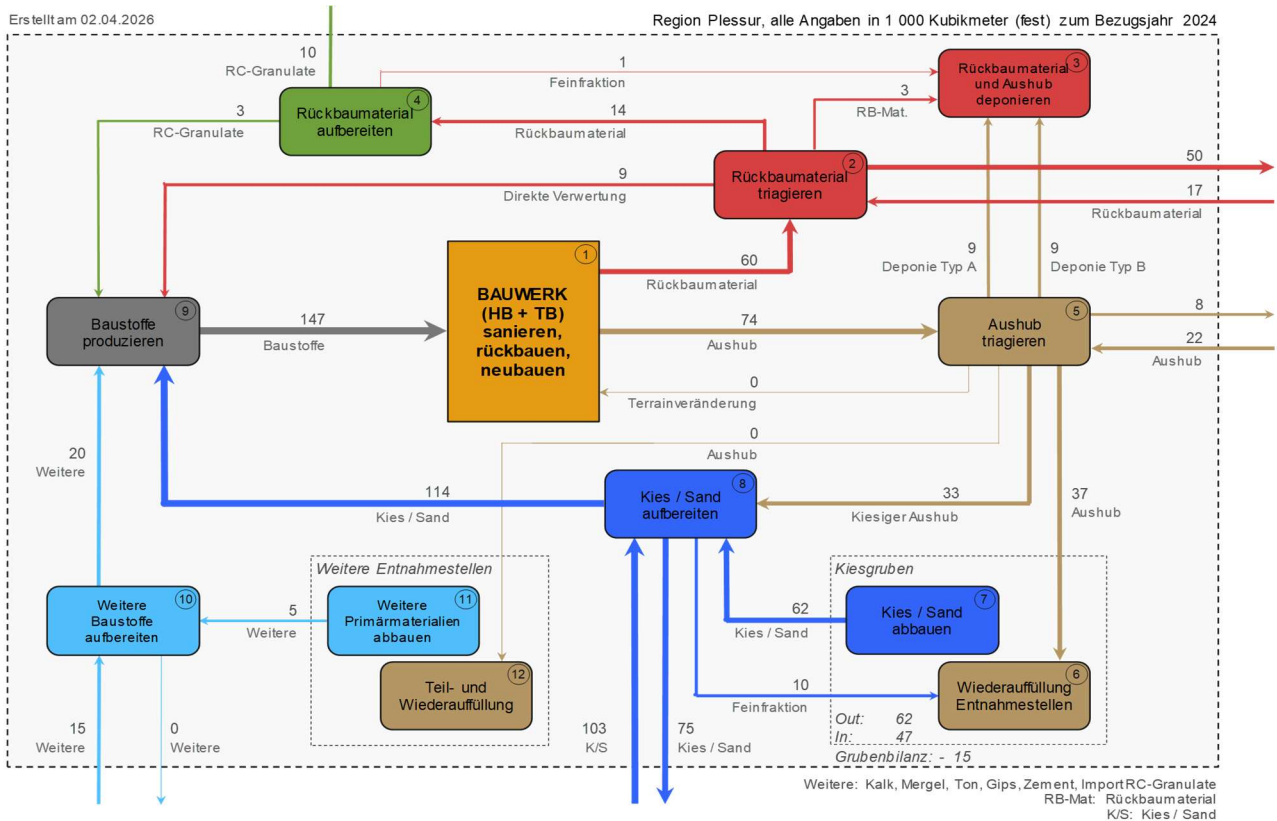 Erstellt am 02.04.2026
Region Plessur, alle Angaben in 1 000 Kubikmeter (fest) zum Bezugsjahr 2024
10
RC-Granulate
1
Feinfraktion
3
Rückbaumaterial
und Aushub
deponieren
4
Rückbaumaterial
aufbereiten
3
RC-Granulate
14
Rückbaumaterial
3
RB-Mat.
2
Rückbaumaterial
triagieren
50
17
Rückbaumaterial
9
Direkte Verwertung
1
BAUWERK
(HB + TB)
sanieren,
rückbauen,
neubauen
60
Rückbaumaterial
9
Deponie Typ A
9
Deponie Typ B
9
Baustoffe
produzieren
147
Baustoffe
74
Aushub
5
Aushub
triagieren
8
22
Aushub
0
Terrainveränderung
0
Aushub
20
Weitere
114
Kies / Sand
8
Kies / Sand
aufbereiten
33
Kiesiger Aushub
37
Aushub
Weitere Entnahmestellen
Kiesgruben
10
Weitere
Baustoffe
aufbereiten
5
Weitere
11
Weitere
Primärmaterialien
abbauen
62
Kies / Sand
7
Kies / Sand
abbauen
12
Teil- und
Wiederauffüllung
10
Feinfraktion
6
Wiederauffüllung
Entnahmestellen
15
Weitere
0
Weitere
103
K/S
75
Kies / Sand
Out: 62
In: 47
Grubenbilanz: - 15
Weitere: Kalk, Mergel, Ton, Gips, Zement, Import RC-Granulate
RB-Mat: Rückbaumaterial
K/S: Kies / Sand